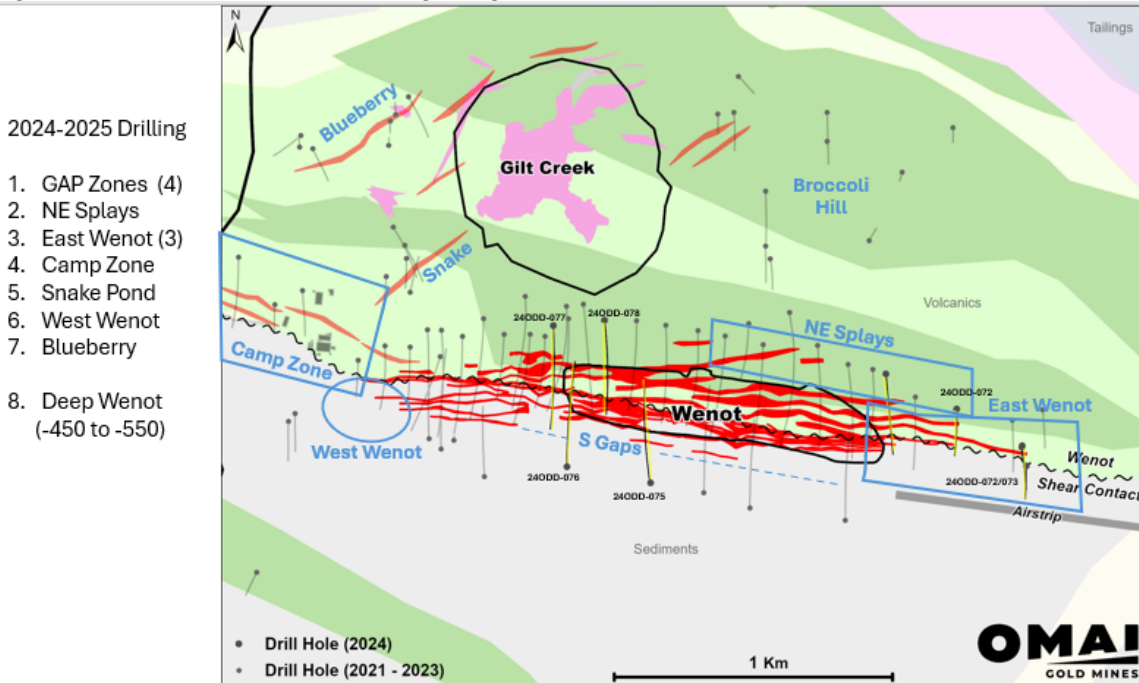 2024-2025 Drilling
1. GAP Zones (4)
2. NE Splays
3. East Wenot (3)
4. Camp Zone
5. Snake Pond
6. West Wenot
7. Blueberry
8. Deep Wenot
(-450 to -550)
N
Tailings
Blueberry
Gilt Creek
Broccoli
Hill
Snake
Volcanics
24ODD-077
24ODD-078
NE Splays
Camp Zone
24ODD-072
Wenot
East Wenot
West Wenot
S Gaps
Wenot
Shear Contact
24ODD-076
24ODD-075
24ODD-072/073
Airstrip
Sediments
Drill Hole (2024)
Drill Hole (2021 - 2023)
1 Km
OMAI
GOLD MINES